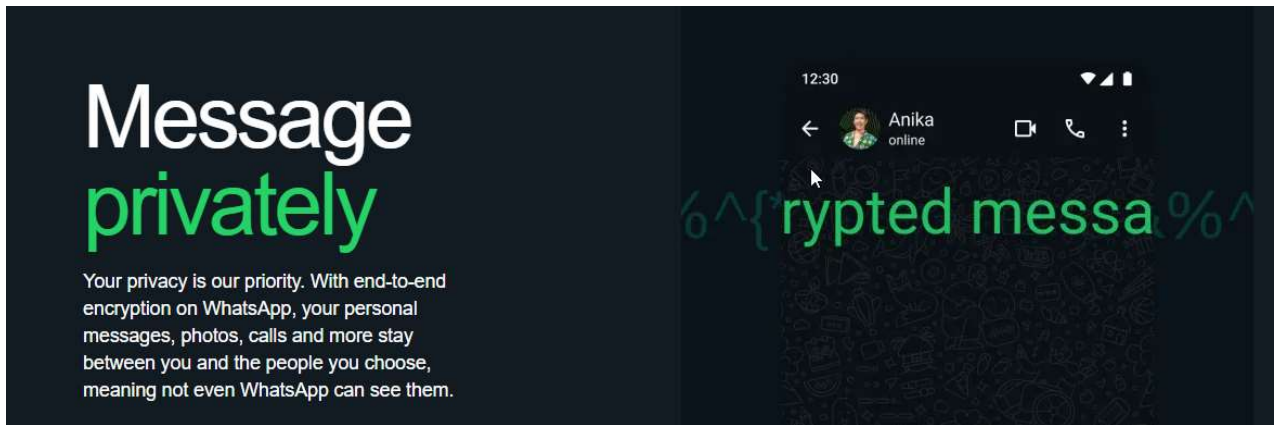 Message
privately
Your privacy is our priority. With end-to-end
encryption on WhatsApp, your personal
messages, photos, calls and more stay
between you and the people you choose,
meaning not even WhatsApp can see them.
12:30
Anika
online
%^{*rypted messa&%^